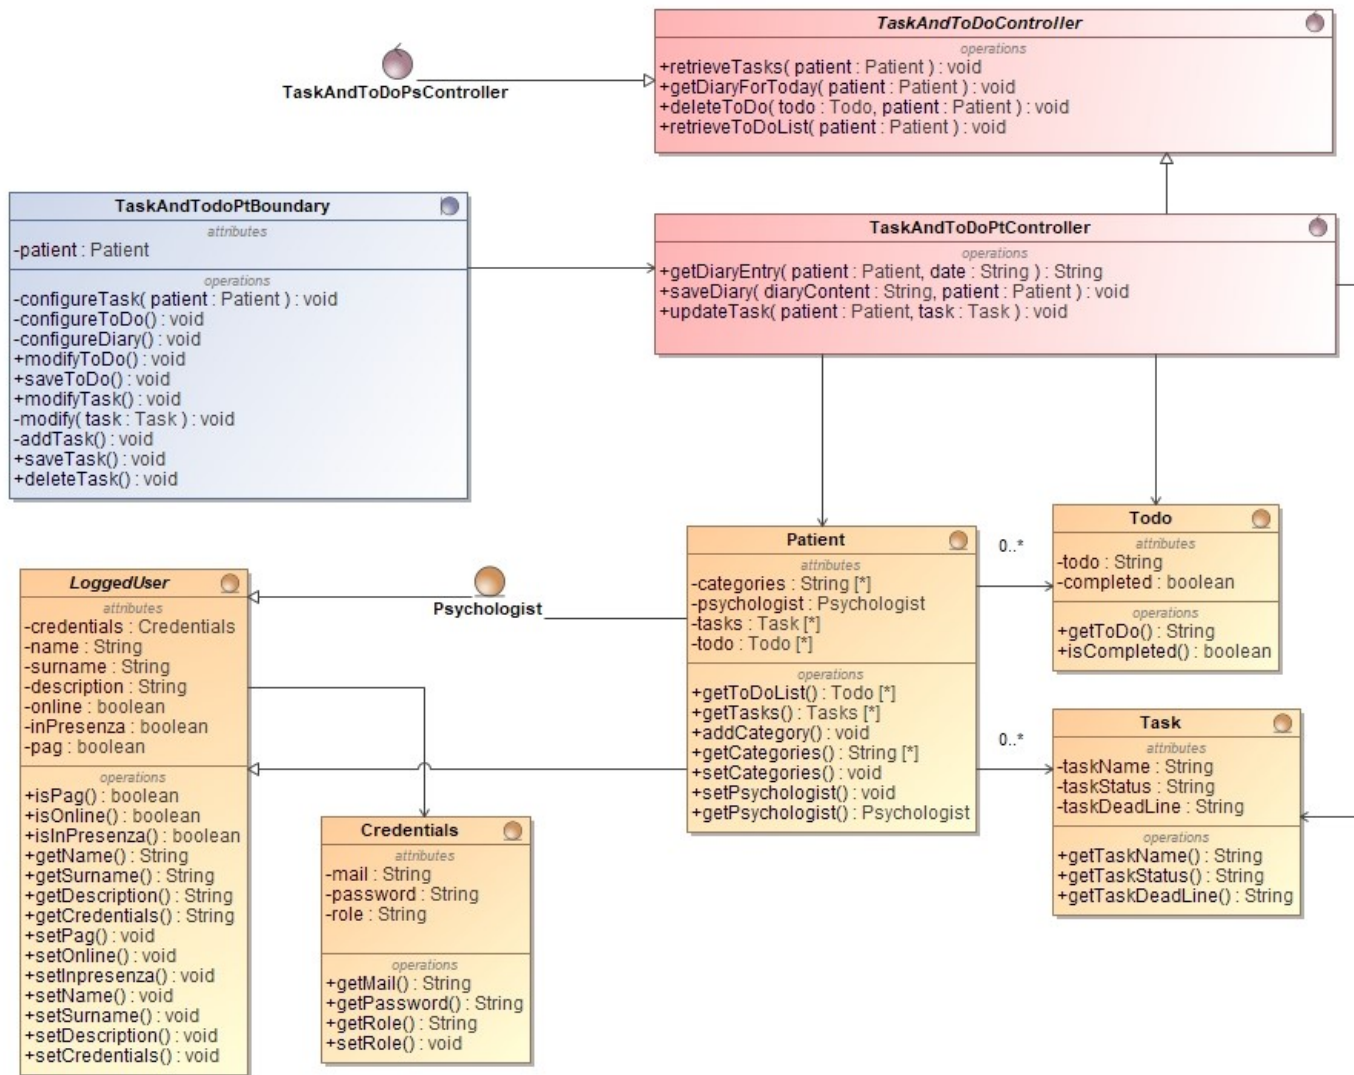 TaskAndToDoController
operations
+retrieveTasks( patient : Patient ) : void
+getDiaryForToday( patient : Patient ) : void
+deleteToDo( todo : Todo, patient : Patient ) : void
+retrieveToDoList( patient : Patient ) : void
TaskAndToDoPsController
TaskAndTodoPtBoundary
attributes
-patient : Patient
operations
-configureTask( patient : Patient ) : void
-configureToDo() : void
-configureDiary() : void
+modifyToDo() : void
+saveToDo() : void
+modifyTask() : void
-modify( task : Task ) : void
-addTask() : void
+saveTask() : void
+deleteTask() : void
TaskAndToDoPtController
operations
+getDiaryEntry( patient : Patient, date : String ) : String
+saveDiary( diaryContent : String, patient : Patient ) : void
+updateTask( patient : Patient, task : Task ) : void
LoggedUser
attributes
-credentials : Credentials
-name : String
-surname : String
-description : String
-online : boolean
-inPresenza : boolean
-pag : boolean
operations
+isPag() : boolean
+isOnline() : boolean
+isInPresenza() : boolean
+getName() : String
+getSurname() : String
+getDescription() : String
+getCredentials() : String
+setPag() : void
+setOnline() : void
+setInpresenza() : void
+setName() : void
+setSurname() : void
+setDescription() : void
+setCredentials() : void
Psychologist
Credentials
attributes
-mail : String
-password : String
-role : String
operations
+getMail() : String
+getPassword() : String
+getRole() : String
+setRole() : void
Patient
attributes
-categories : String [*]
-psychologist : Psychologist
-tasks : Task [*]
-todo : Todo [*]
operations
+getToDoList() : Todo [*]
+getTasks() : Tasks [*]
+addCategory() : void
+getCategories() : String [*]
+setCategories() : void
+setPsychologist() : void
+getPsychologist() : Psychologist
0..*
0..*
Todo
attributes
-todo : String
-completed : boolean
operations
+getToDo() : String
+isCompleted() : boolean
Task
attributes
-taskName : String
-taskStatus : String
-taskDeadLine : String
operations
+getTaskName() : String
+getTaskStatus() : String
+getTaskDeadLine() : String